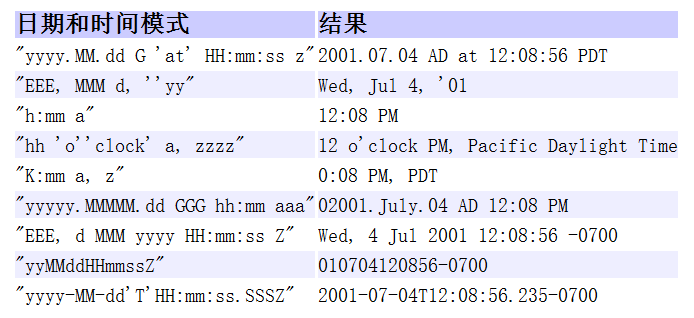 日期和时间模式 结果
"yyyy.MM.dd G 'at' HH:mm:ss z" 2001.07.04 AD at 12:08:56 PDT
"EEE, MMM d, ''yy" Wed, Jul 4, '01
"h:mm a" 12:08 PM
"hh 'o''clock' a, zzzz" 12 o'clock PM, Pacific Daylight Time
"K:mm a, z" 0:08 PM, PDT
"yyyyy.MMMMM.dd GGG hh:mm aaa" 02001.July.04 AD 12:08 PM
"EEE, d MMM yyyy HH:mm:ss Z" Wed, 4 Jul 2001 12:08:56 -0700
"yyMMddHHmmssZ" 010704120856-0700
"yyyy-MM-dd'T'HH:mm:ss.SSSZ" 2001-07-04T12:08:56.235-0700